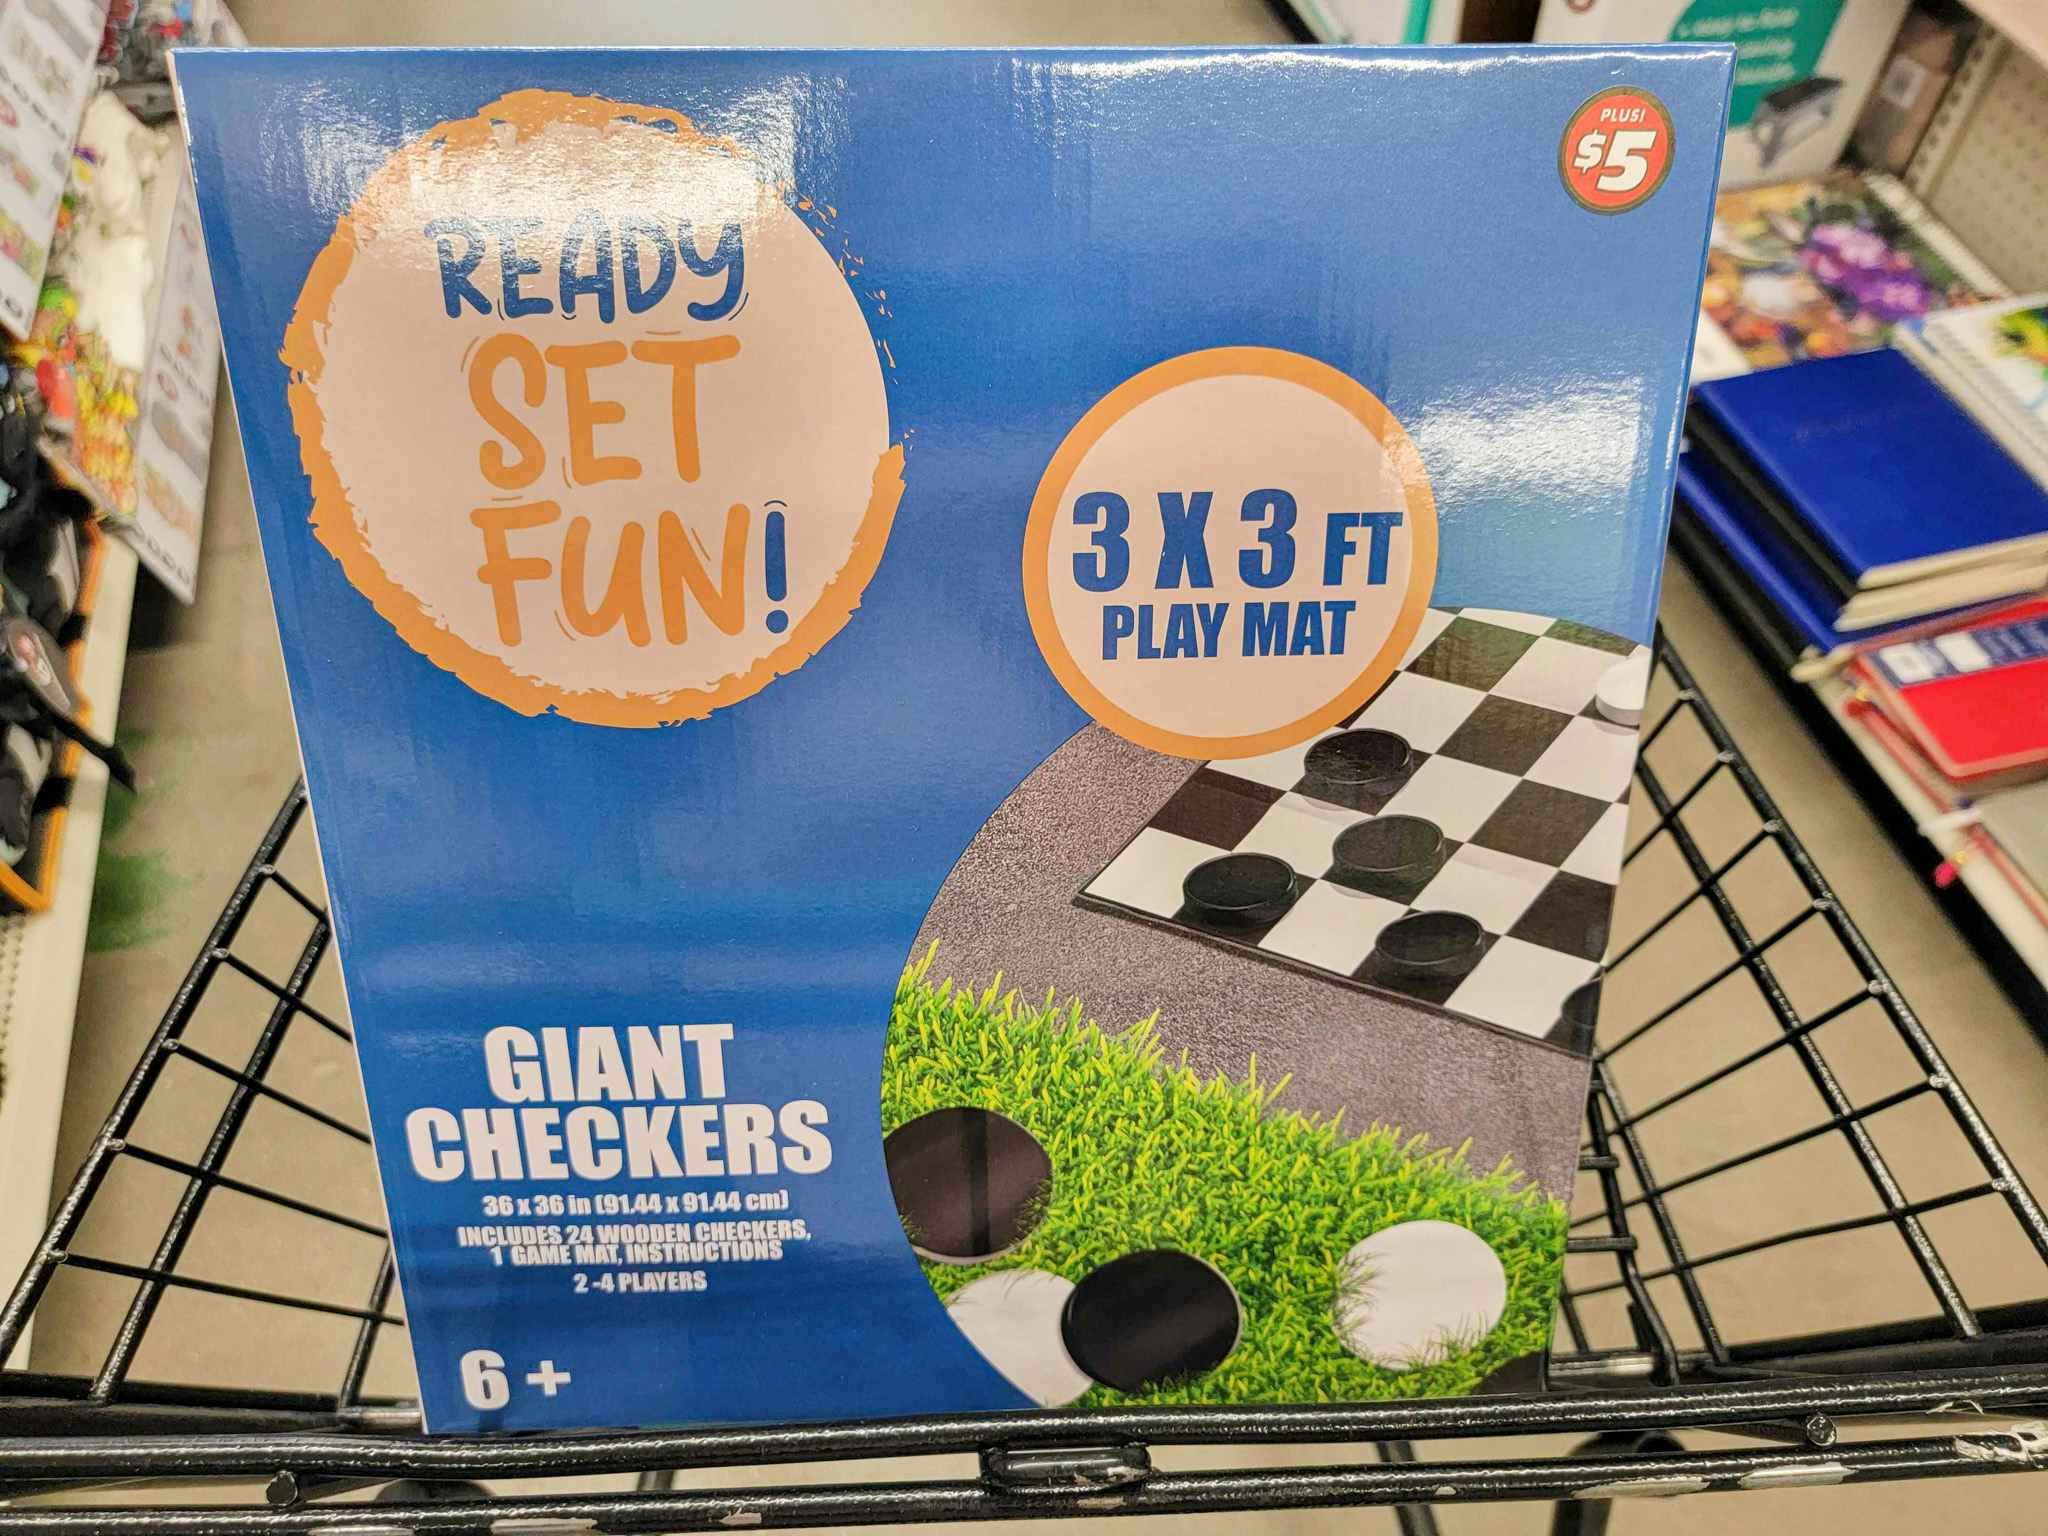 PLUS!
$5
READY
SET
FUN!
3 X 3 FT
PLAY MAT
GIANT
CHECKERS
36 x 36 in (91.44 x 91.44 cm)
INCLUDES 24 WOODEN CHECKERS,
1 GAME MAT, INSTRUCTIONS
2 -4 PLAYERS
6 +